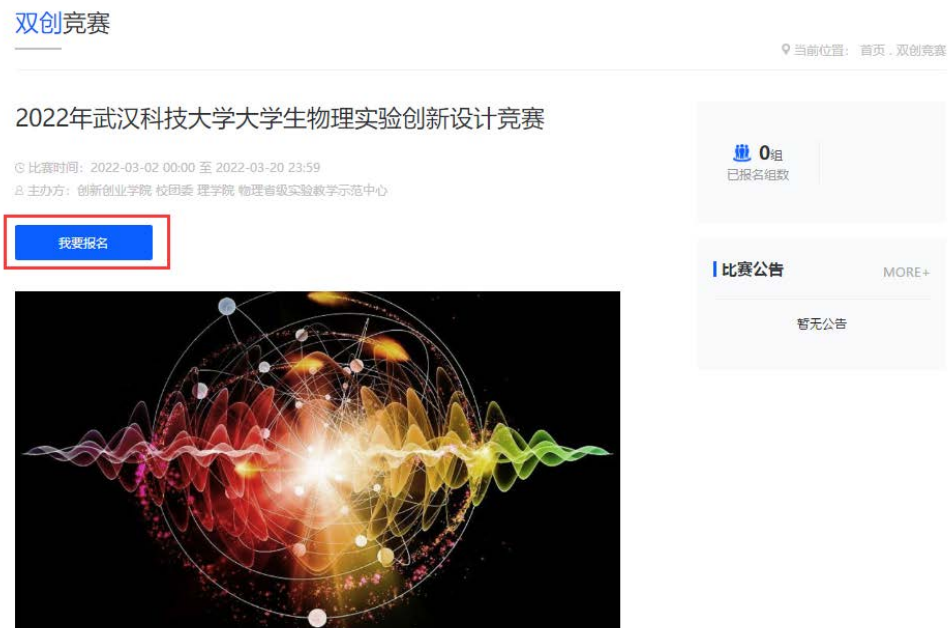 双创竞赛
当前位置： 首页 . 双创竞赛
2022年武汉科技大学大学生物理实验创新设计竞赛
比赛时间： 2022-03-02 00:00 至 2022-03-20 23:59
主办方： 创新创业学院 校团委 理学院 物理省级实验教学示范中心
我要报名
0组
已报名组数
比赛公告
MORE+
暂无公告